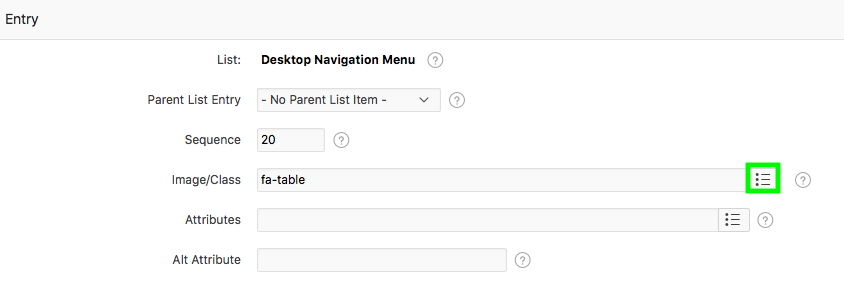 Entry
List: Desktop Navigation Menu ?
Parent List Entry - No Parent List Item - ?
Sequence 20 ?
Image/Class fa-table ?
Attributes ?
Alt Attribute ?